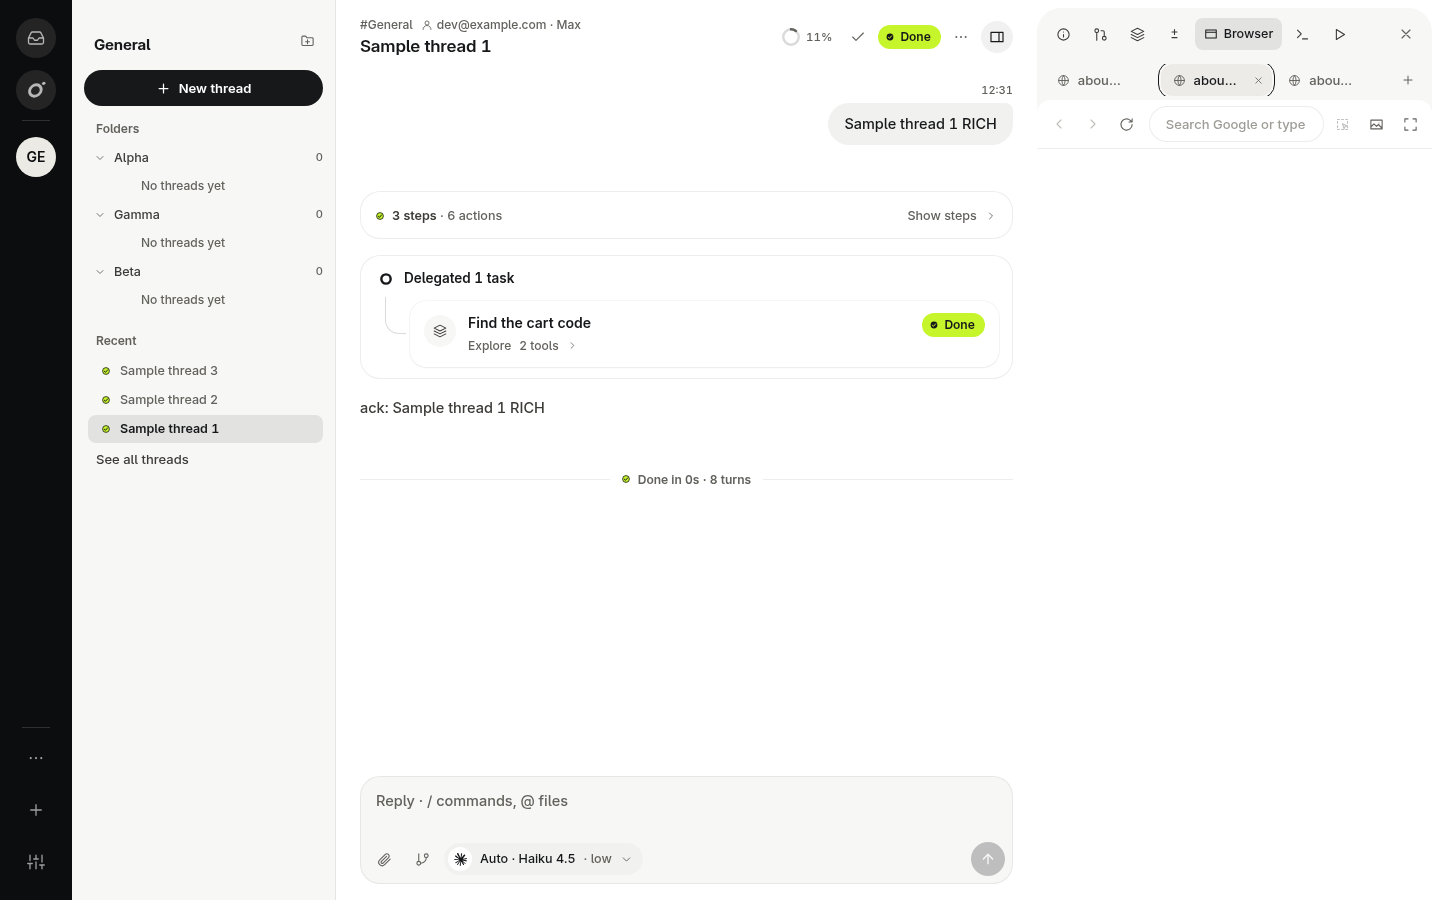 GE
General
New thread
Folders
Alpha 0
No threads yet
Gamma 0
No threads yet
Beta 0
No threads yet
Recent
Sample thread 3
Sample thread 2
Sample thread 1
See all threads
#General dev@example.com · Max
Sample thread 1
11%
Done
12:31
Sample thread 1 RICH
3 steps · 6 actions
Show steps
Delegated 1 task
Find the cart code
Done
Explore 2 tools
ack: Sample thread 1 RICH
Done in 0s · 8 turns
Reply · / commands, @ files
Auto · Haiku 4.5 · low
Browser
abou...
abou...
abou...
Search Google or type